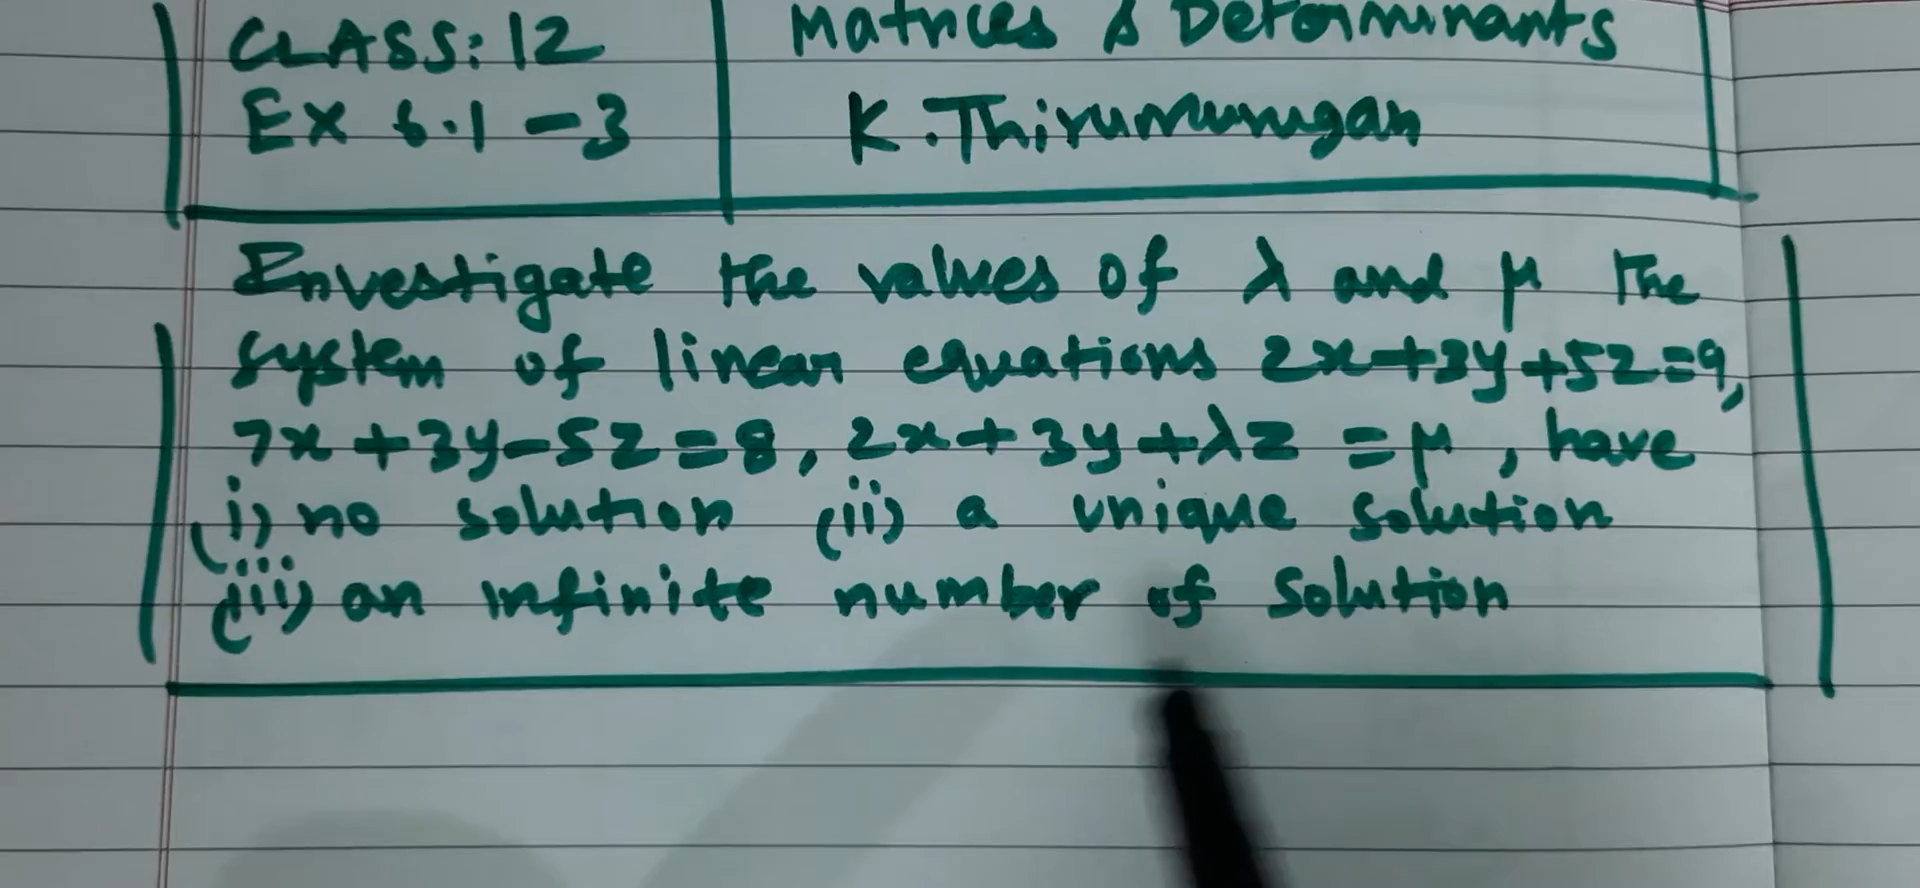 CLASS: 12
Matrices & Determinants
EX 6.1 - 3
K. Thirumurugan
Investigate the values of λ and μ the
system of linear equations 2x+3y+5z=9,
7x+3y-5z=8, 2x+3y+λz=μ, have
(i) no solution (ii) a unique solution
(iii) an infinite number of solution